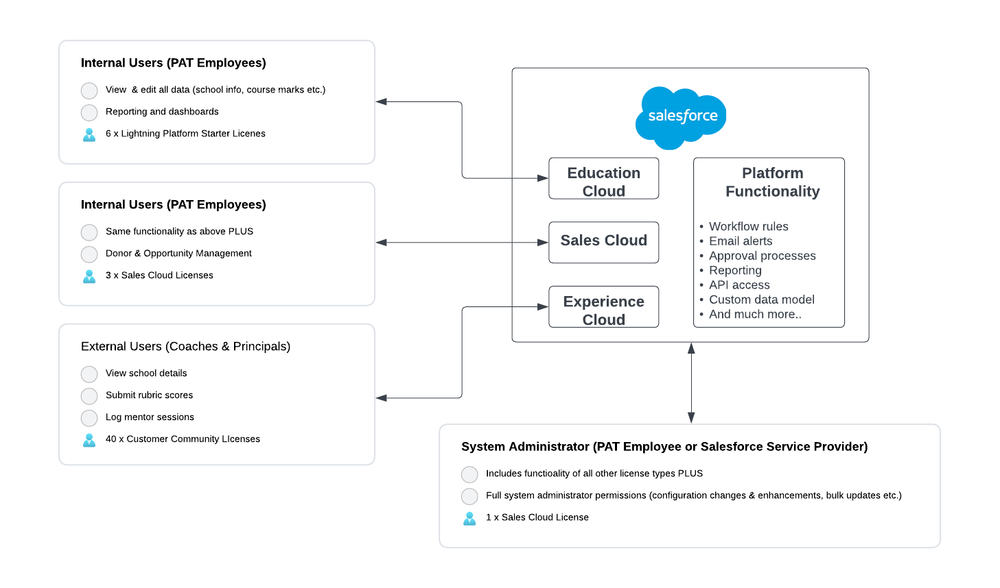 Internal Users (PAT Employees)
View & edit all data (school info, course marks etc.)
Reporting and dashboards
6 x Lightning Platform Starter Licenes
Internal Users (PAT Employees)
Same functionality as above PLUS
Donor & Opportunity Management
3 x Sales Cloud Licenses
External Users (Coaches & Principals)
View school details
Submit rubric scores
Log mentor sessions
40 x Customer Community LIcenses
salesforce
Education
Cloud
Sales Cloud
Experience
Cloud
Platform
Functionality
• Workflow rules
• Email alerts
• Approval processes
• Reporting
• API access
• Custom data model
• And much more..
System Administrator (PAT Employee or Salesforce Service Provider)
Includes functioality of all other license types PLUS
Full system administrator permissions (configuration changes & enhancements, bulk updates etc.)
1 x Sales Cloud License